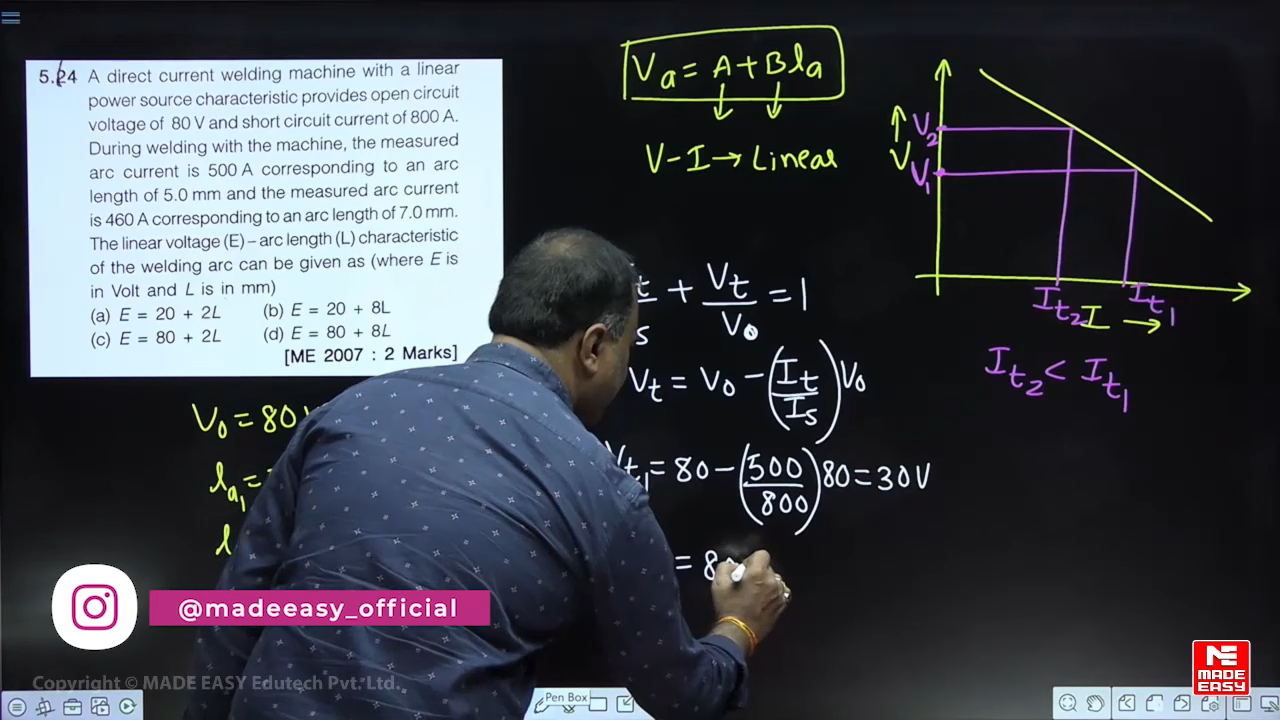 5.24 A direct current welding machine with a linear
power source characteristic provides open circuit
voltage of 80 V and short circuit current of 800 A.
During welding with the machine, the measured
arc current is 500 A corresponding to an arc
length of 5.0 mm and the measured arc current
is 460 A corresponding to an arc length of 7.0 mm.
The linear voltage (E) – arc length (L) characteristic
of the welding arc can be given as (where E is
in Volt and L is in mm)
(a) E = 20 + 2L (b) E = 20 + 8L
(c) E = 80 + 2L (d) E = 80 + 8L
[ME 2007 : 2 Marks]
Va = A + Bla
V-I → Linear
t/s + Vt/V0 = 1
Vt = V0 - (It/Is) V0
Vt1 = 80 - (500/800) 80 = 30V
= 8
V0 = 80
la1 =
l
V2
V
V1
It2 I → It1
It2 < It1
@madeeasy_official
Copyright © MADE EASY Edutech Pvt. Ltd.
Pen Box
ME
MADE
EASY